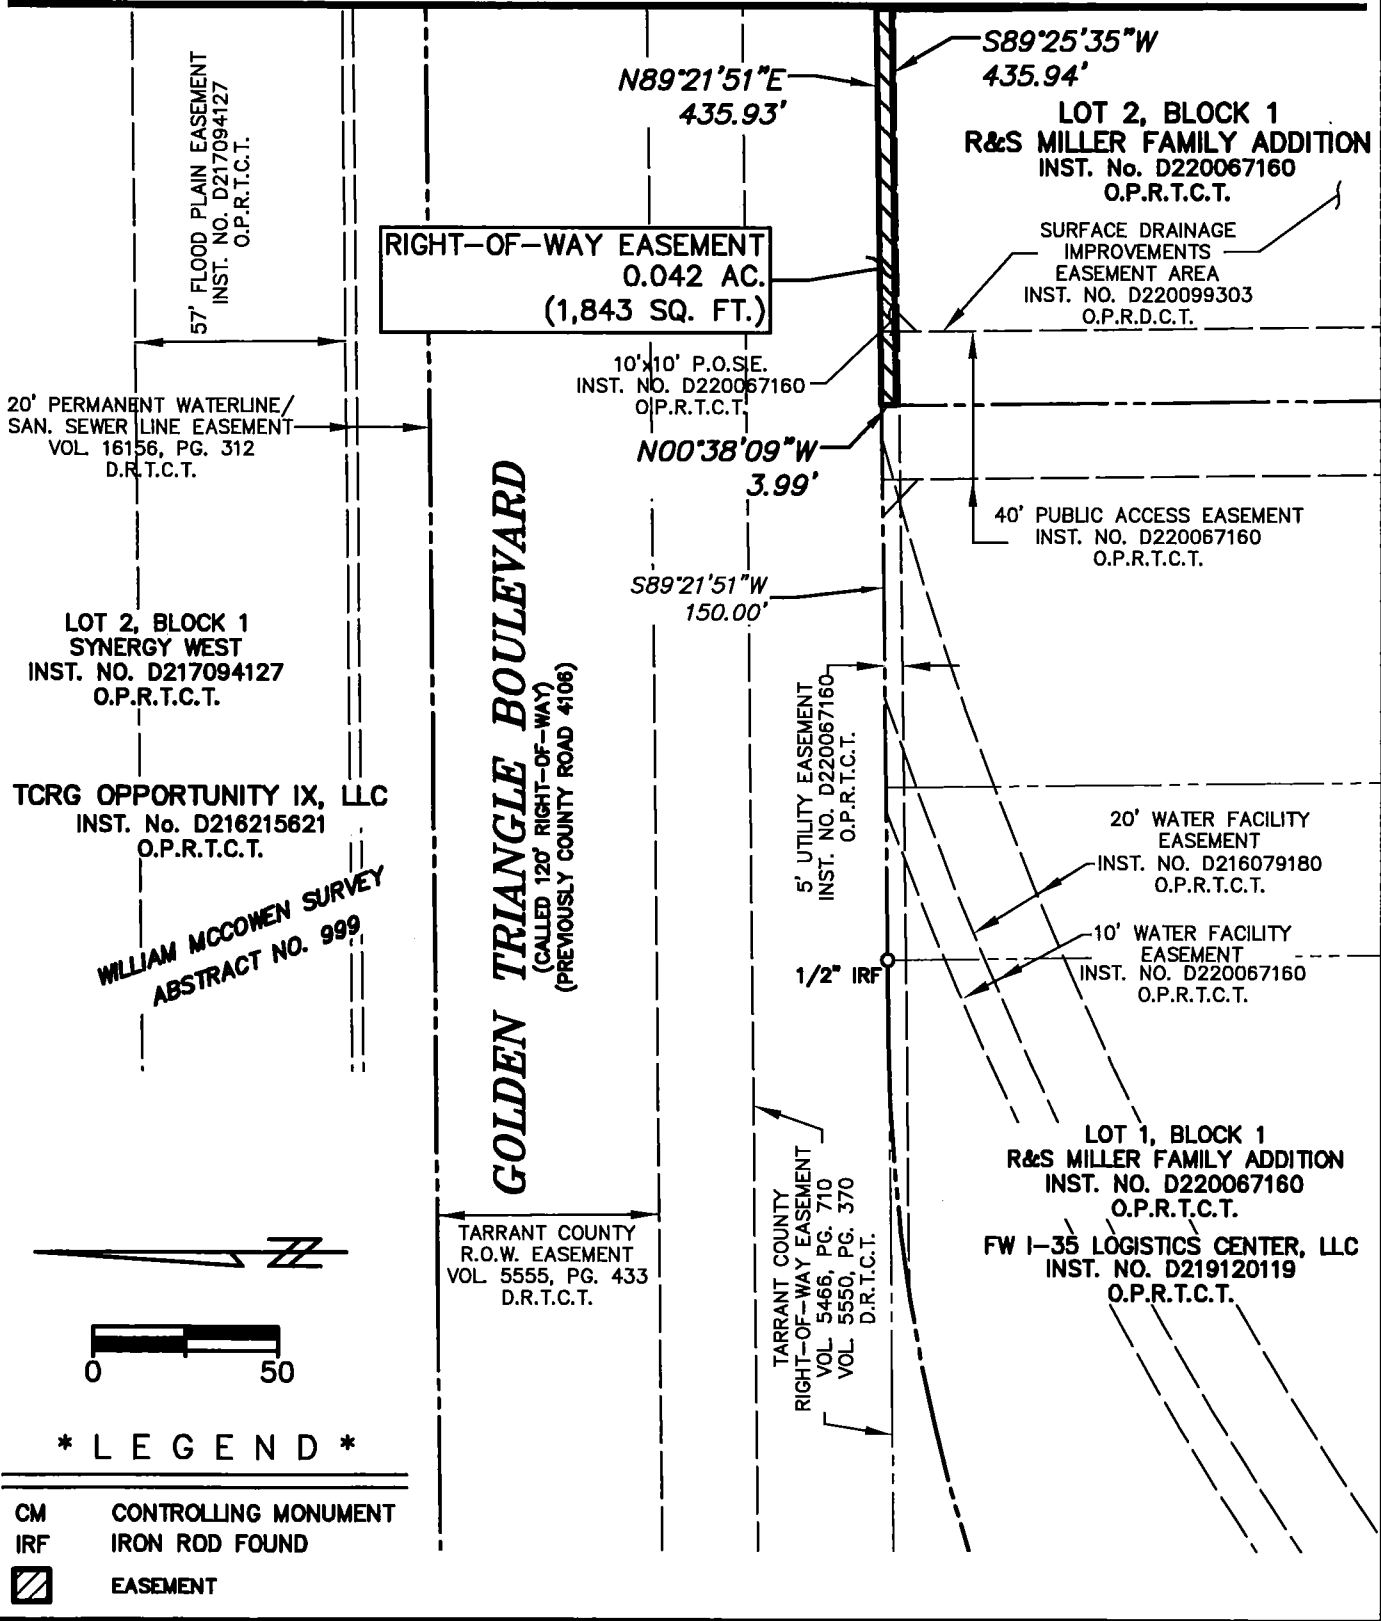 S89°25'35"W
435.94'
N89°21'51"E
435.93'
LOT 2, BLOCK 1
R&S MILLER FAMILY ADDITION
INST. No. D220067160
O.P.R.T.C.T.
57' FLOOD PLAIN EASEMENT
INST. NO. D217094127
O.P.R.T.C.T.
RIGHT-OF-WAY EASEMENT
0.042 AC.
(1,843 SQ. FT.)
SURFACE DRAINAGE
IMPROVEMENTS
EASEMENT AREA
INST. NO. D220099303
O.P.R.D.C.T.
10'x10' P.O.S.E.
INST. NO. D220067160
O.P.R.T.C.T.
20' PERMANENT WATERLINE/
SAN. SEWER LINE EASEMENT
VOL. 16156, PG. 312
D.R.T.C.T.
N00°38'09"W
3.99'
40' PUBLIC ACCESS EASEMENT
INST. NO. D220067160
O.P.R.T.C.T.
S89°21'51"W
150.00'
LOT 2, BLOCK 1
SYNERGY WEST
INST. NO. D217094127
O.P.R.T.C.T.
GOLDEN TRIANGLE BOULEVARD
(CALLED 120' RIGHT-OF-WAY)
(PREVIOUSLY COUNTY ROAD 4106)
5' UTILITY EASEMENT
INST. NO. D220067160
O.P.R.T.C.T.
TCRG OPPORTUNITY IX, LLC
INST. No. D216215621
O.P.R.T.C.T.
20' WATER FACILITY
EASEMENT
INST. NO. D216079180
O.P.R.T.C.T.
WILLIAM MCCOWEN SURVEY
ABSTRACT NO. 999
10' WATER FACILITY
EASEMENT
INST. NO. D220067160
O.P.R.T.C.T.
1/2" IRF
LOT 1, BLOCK 1
R&S MILLER FAMILY ADDITION
INST. NO. D220067160
O.P.R.T.C.T.
FW I-35 LOGISTICS CENTER, LLC
INST. NO. D219120119
O.P.R.T.C.T.
TARRANT COUNTY
R.O.W. EASEMENT
VOL. 5555, PG. 433
D.R.T.C.T.
TARRANT COUNTY
RIGHT-OF-WAY EASEMENT
VOL. 5466, PG. 710
VOL. 5550, PG. 370
D.R.T.C.T.
0 50
* L E G E N D *
CM CONTROLLING MONUMENT
IRF IRON ROD FOUND
EASEMENT